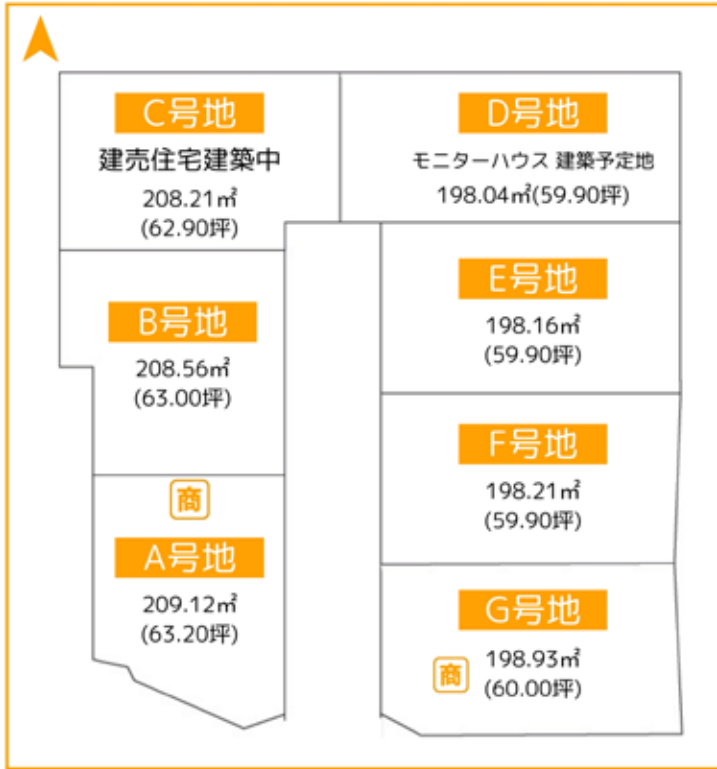 C号地
建売住宅建築中
208.21㎡
(62.90坪)
D号地
モニターハウス 建築予定地
198.04㎡(59.90坪)
B号地
208.56㎡
(63.00坪)
E号地
198.16㎡
(59.90坪)
F号地
198.21㎡
(59.90坪)
商
A号地
209.12㎡
(63.20坪)
G号地
商
198.93㎡
(60.00坪)